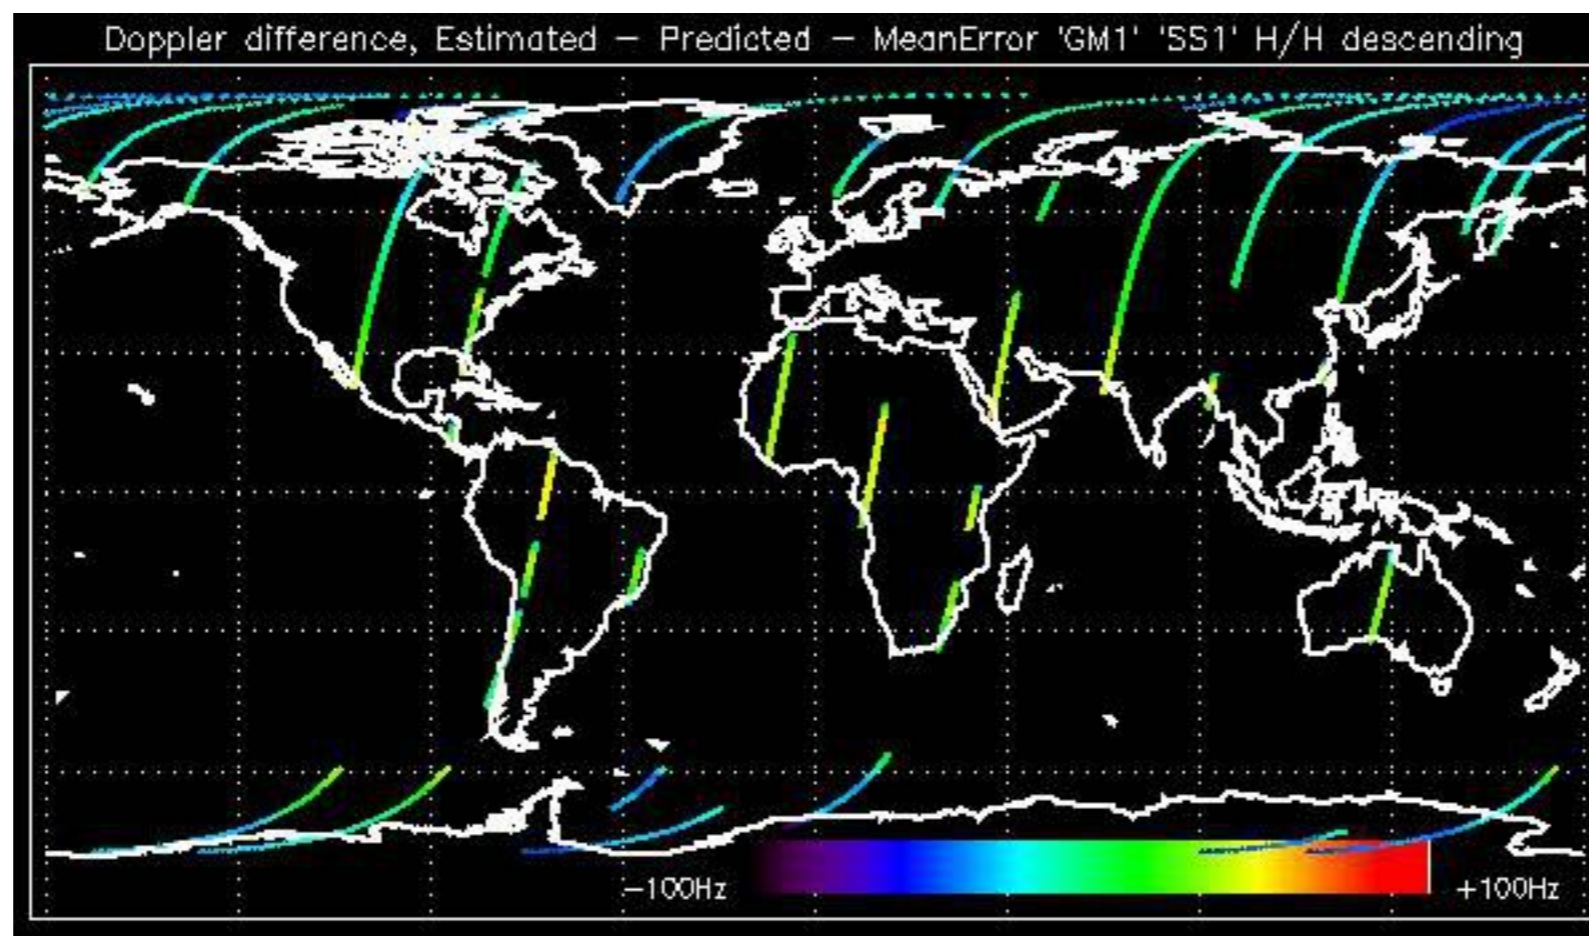 Doppler difference, Estimated – Predicted – MeanError 'GM1' 'SS1' H/H descending
-100Hz
+100Hz